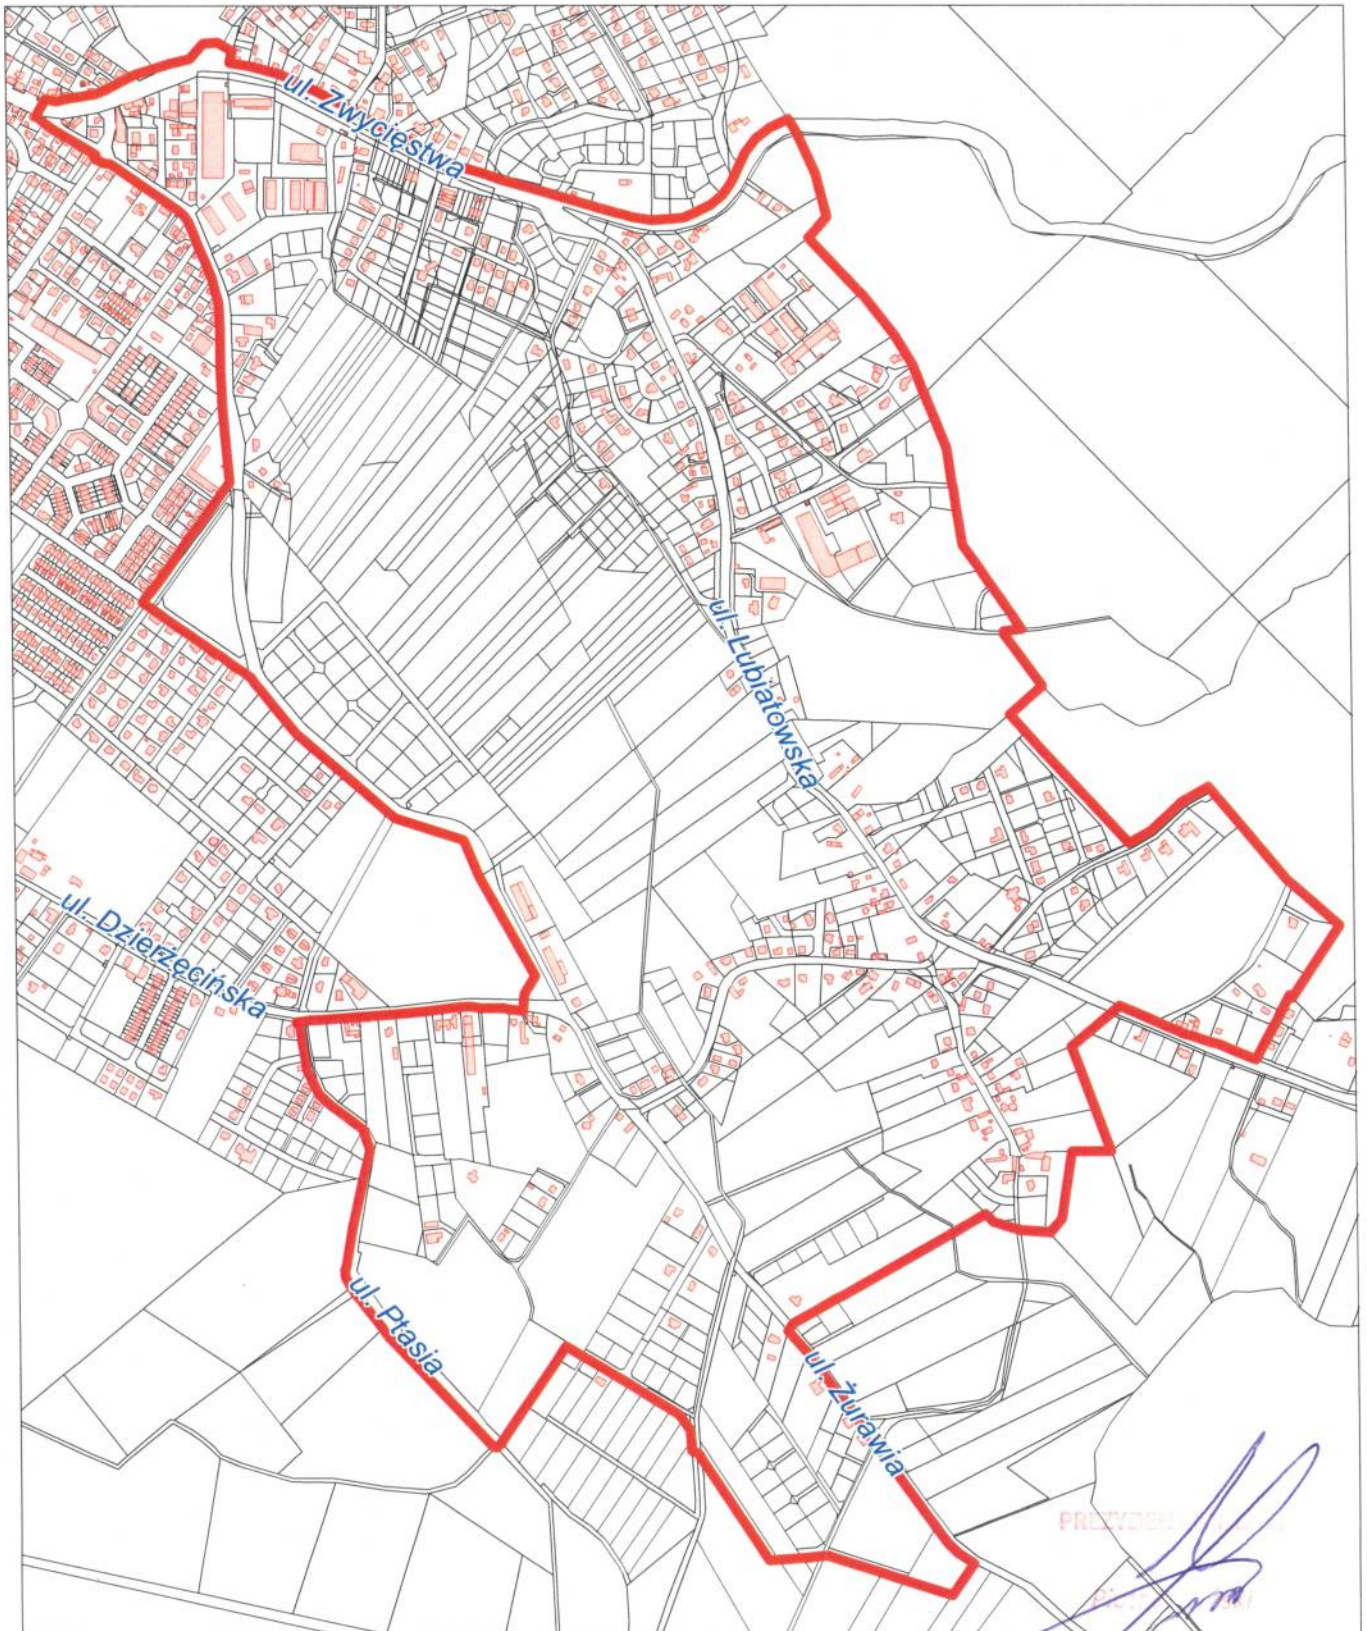 ul. Zwycięstwa
ul. Lubiatowska
ul. Dzierżęcińska
ul. Ptasia
ul. Żurawia